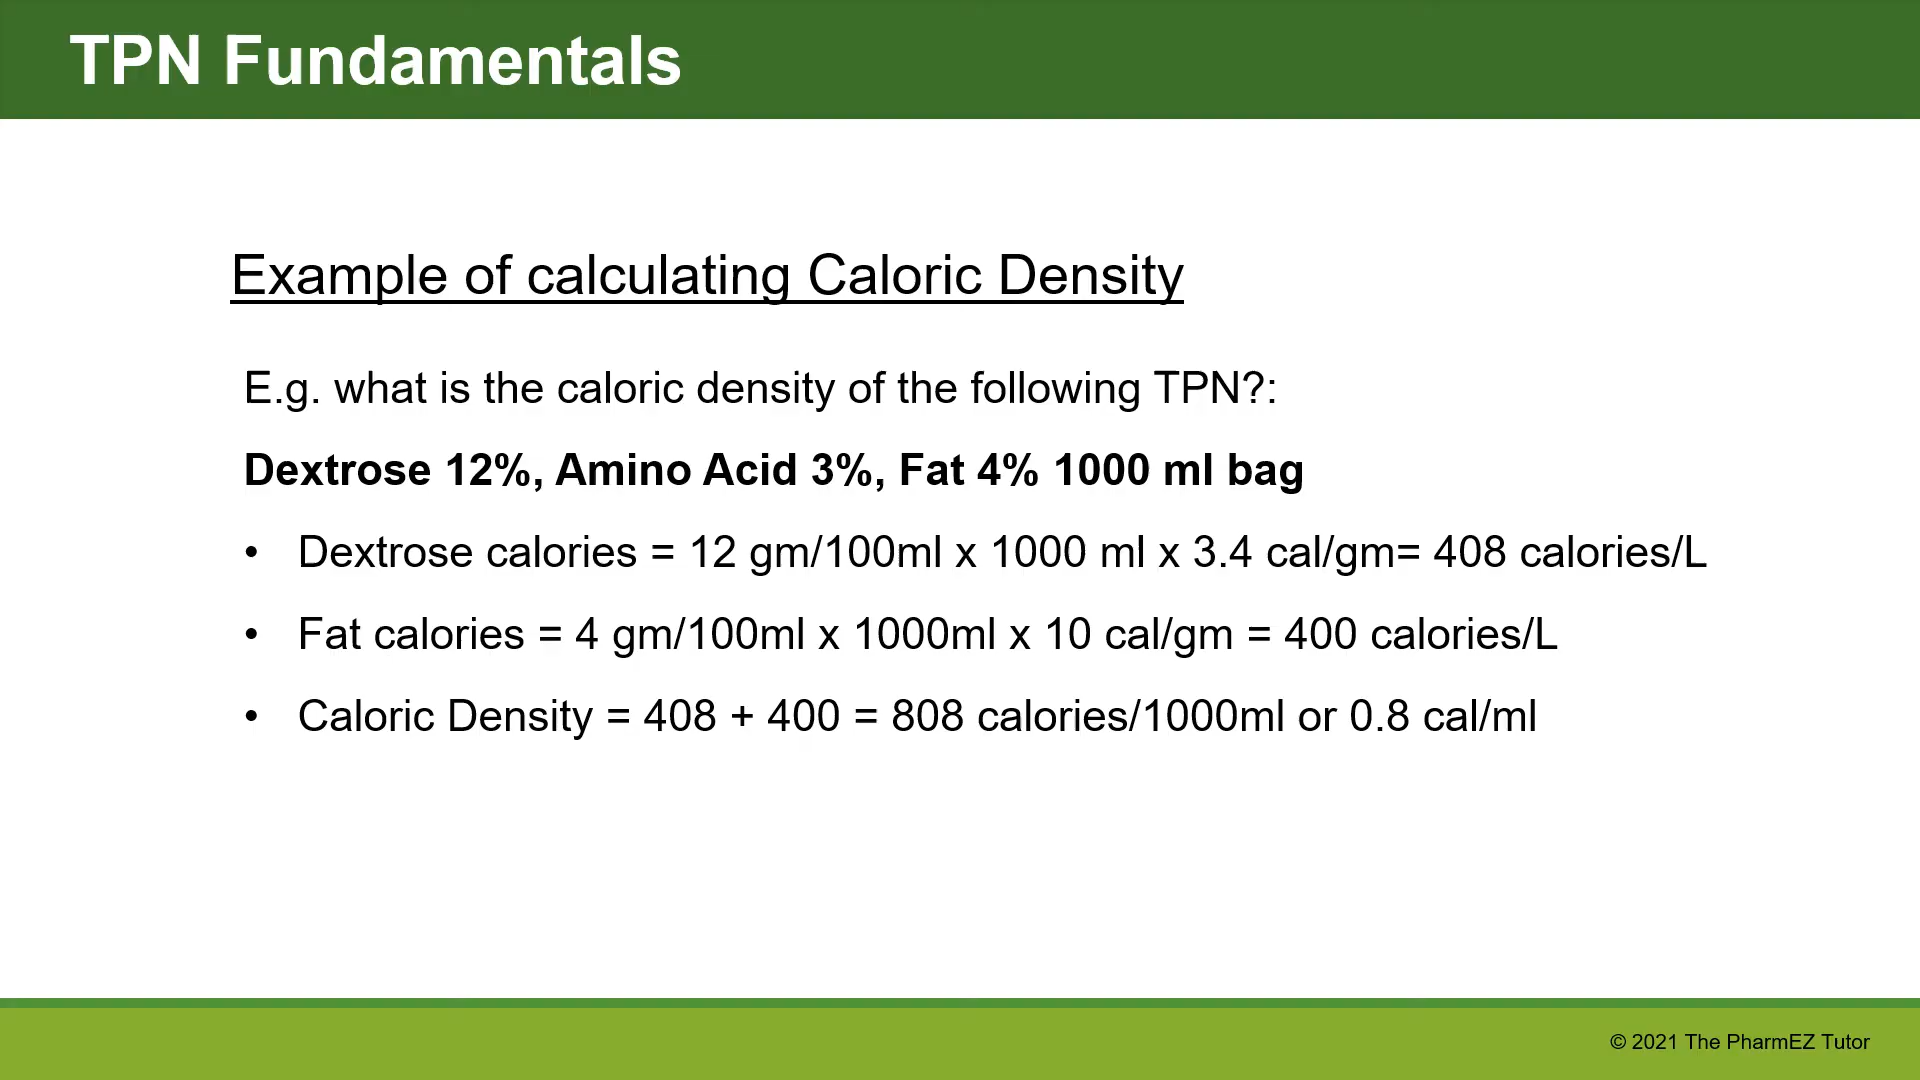 TPN Fundamentals
Example of calculating Caloric Density
E.g. what is the caloric density of the following TPN?:
Dextrose 12%, Amino Acid 3%, Fat 4% 1000 ml bag
• Dextrose calories = 12 gm/100ml x 1000 ml x 3.4 cal/gm= 408 calories/L
• Fat calories = 4 gm/100ml x 1000ml x 10 cal/gm = 400 calories/L
• Caloric Density = 408 + 400 = 808 calories/1000ml or 0.8 cal/ml
© 2021 The PharmEZ Tutor